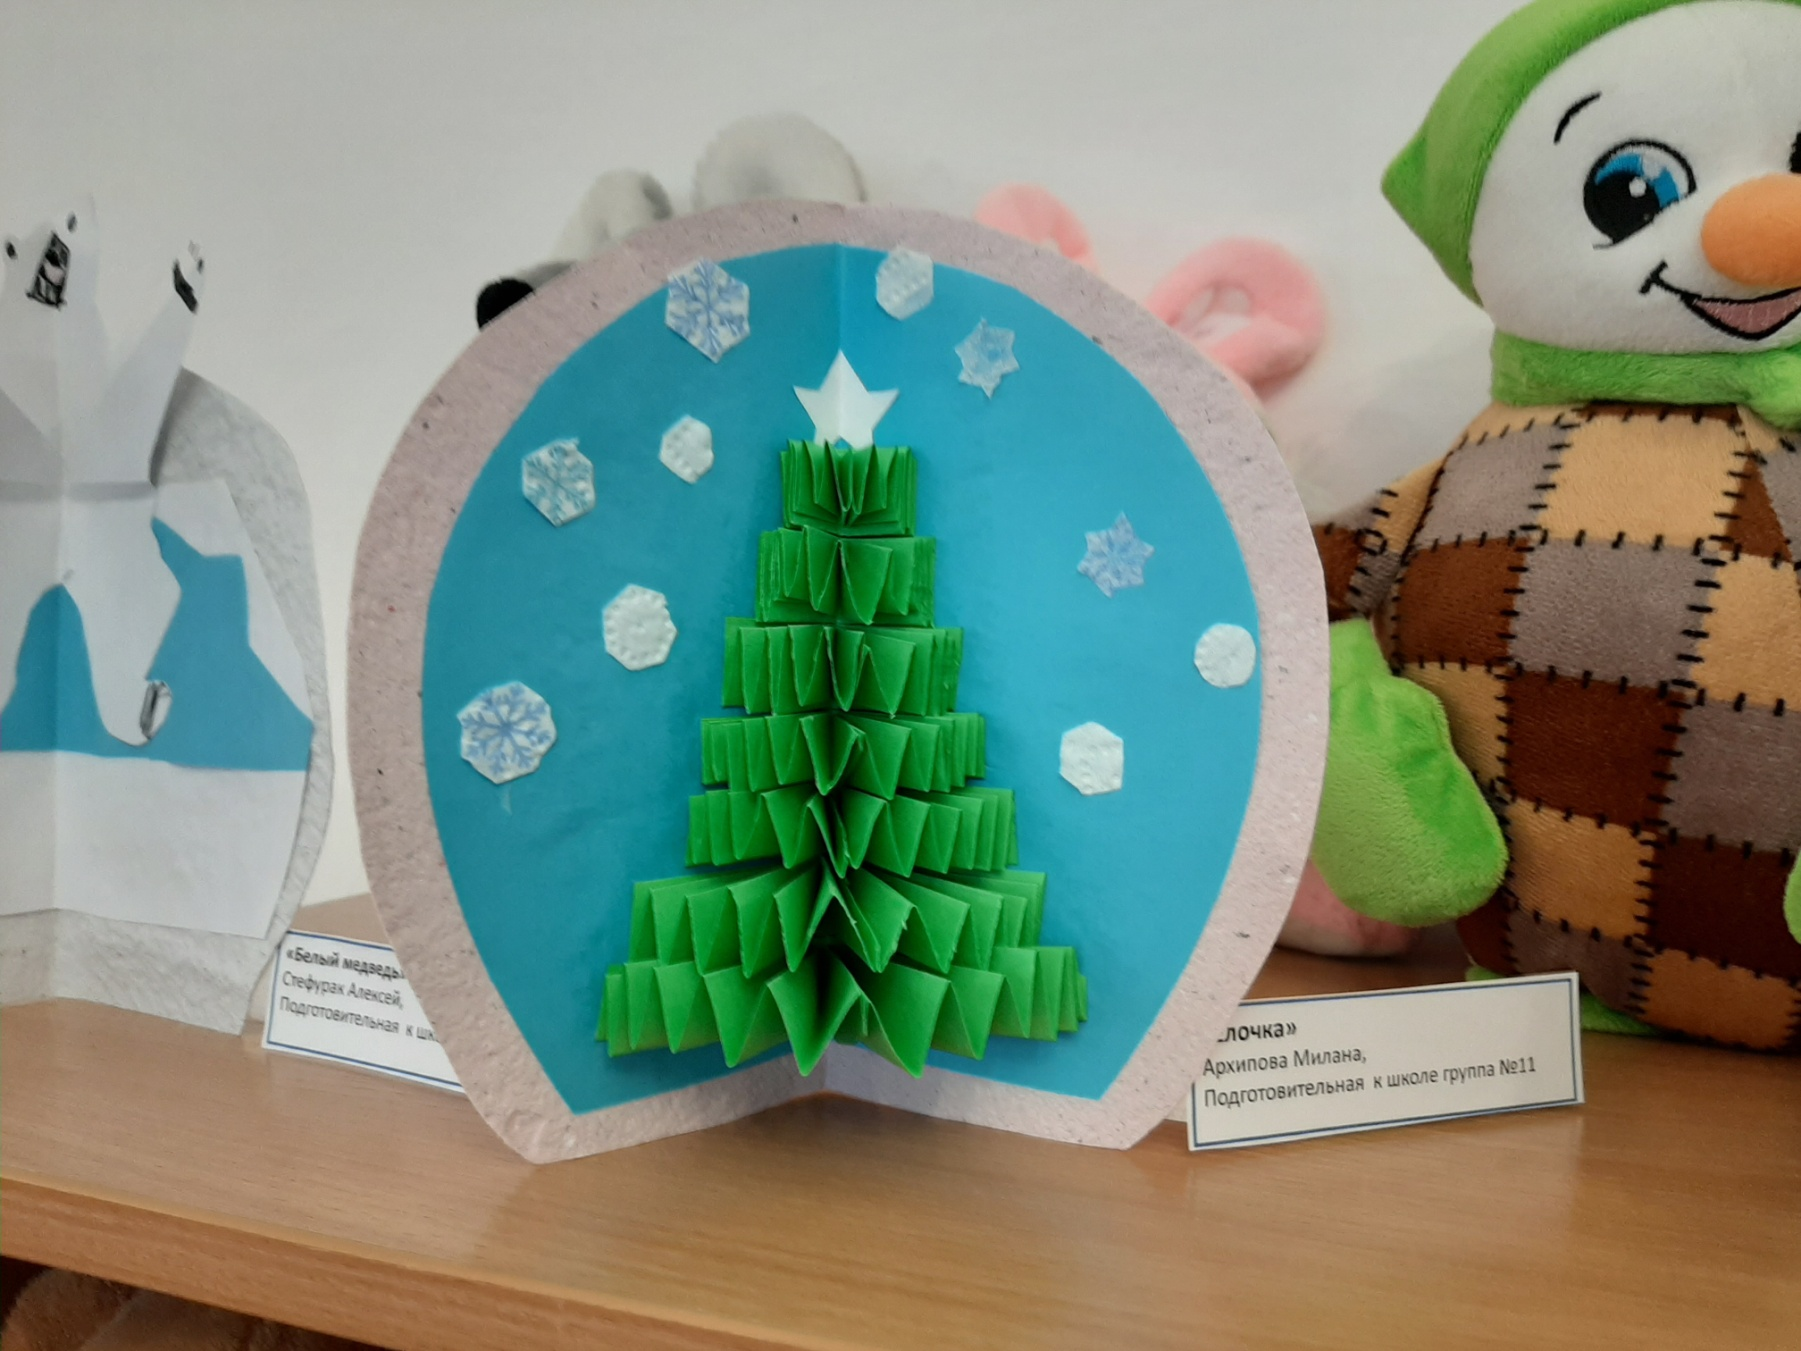 «Белый медведь»
Стефурак Алексей,
Подготовительная к шк
лочка»
Архипова Милана,
Подготовительная к школе группа №11